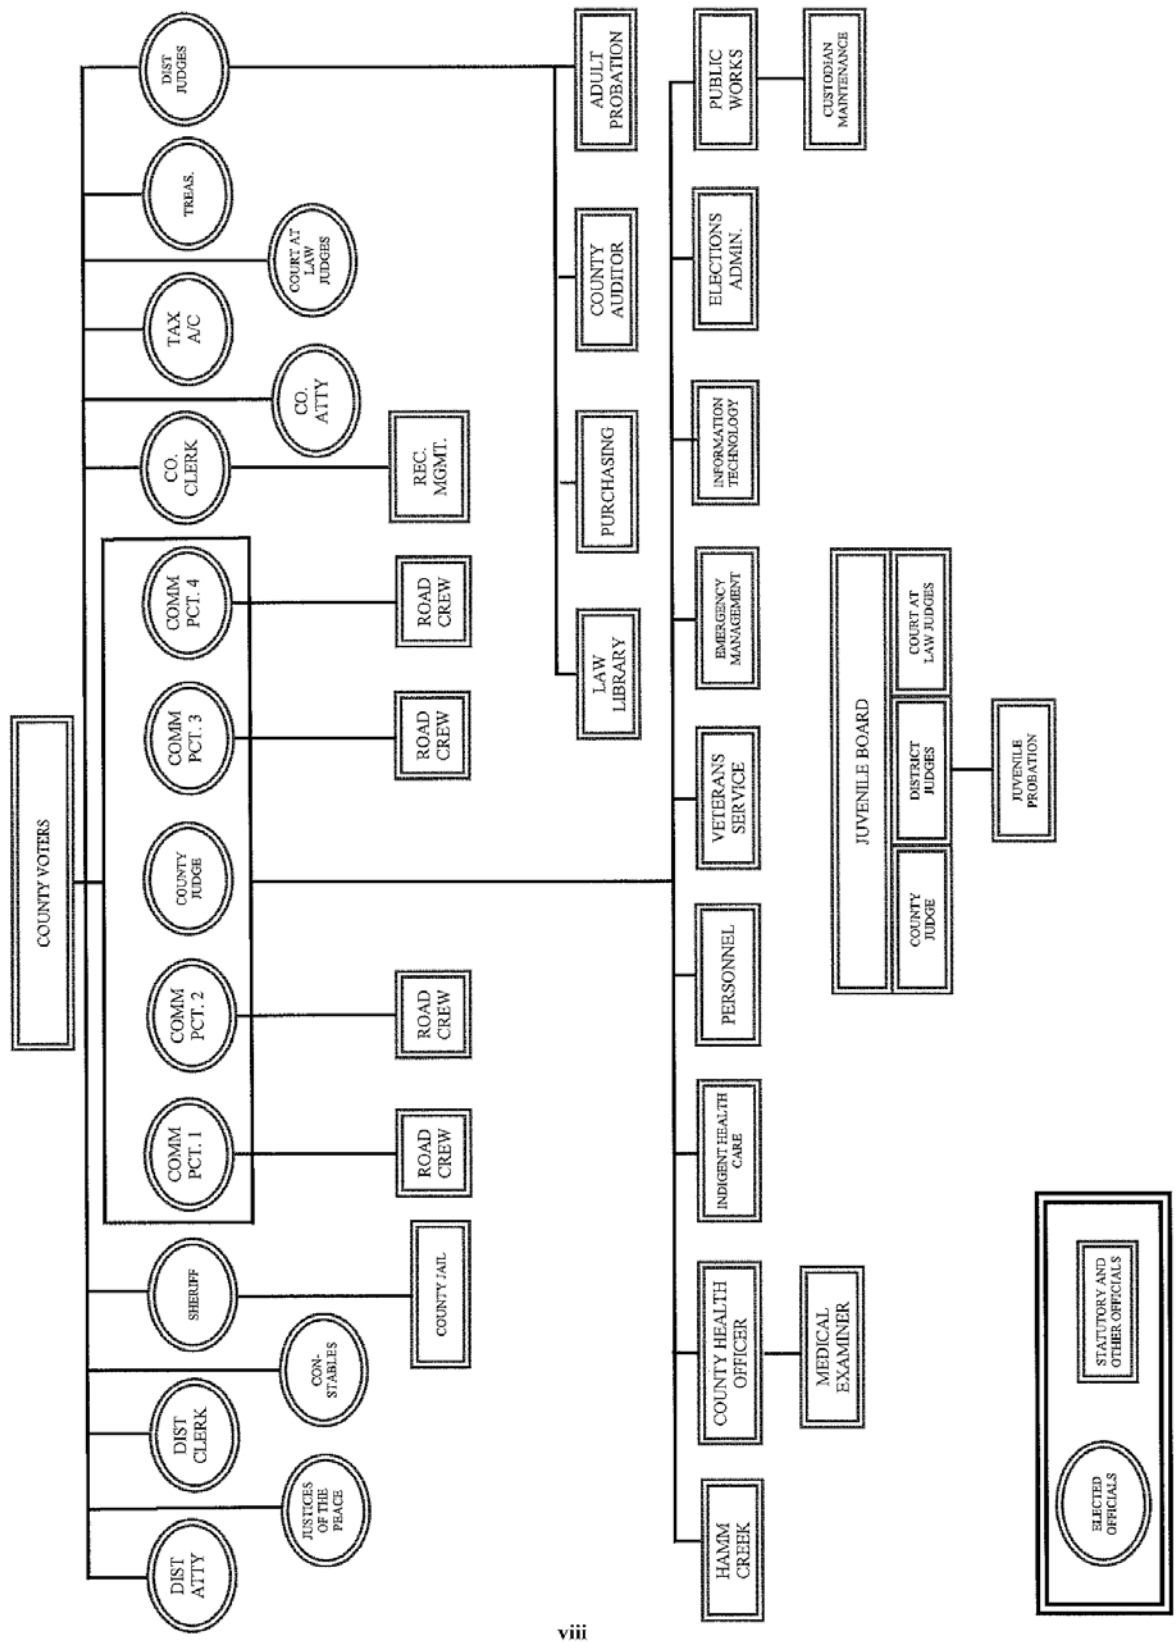 COUNTY VOTERS
DIST
ATTY
JUSTICES
OF THE
PEACE
DIST
CLERK
CON-
STABLES
SHERIFF
COUNTY JAIL
COMM
PCT. 1
ROAD
CREW
COMM
PCT. 2
ROAD
CREW
COUNTY
JUDGE
COMM
PCT. 3
ROAD
CREW
COMM
PCT. 4
ROAD
CREW
CO.
CLERK
REC.
MGMT.
CO.
ATTY
TAX
A/C
COURT AT
LAW
JUDGES
TREAS.
DIST
JUDGES
LAW
LIBRARY
PURCHASING
COUNTY
AUDITOR
ADULT
PROBATION
HAMM
CREEK
COUNTY HEALTH
OFFICER
MEDICAL
EXAMINER
INDIGENT HEALTH
CARE
PERSONNEL
VETERANS
SERVICE
EMERGENCY
MANAGEMENT
INFORMATION
TECHNOLOGY
ELECTIONS
ADMIN.
PUBLIC
WORKS
CUSTODIAN
MAINTENANCE
JUVENILE BOARD
COUNTY
JUDGE
DISTRICT
JUDGES
COURT AT
LAW JUDGES
JUVENILE
PROBATION
ELECTED
OFFICIALS
STATUTORY AND
OTHER OFFICIALS
viii